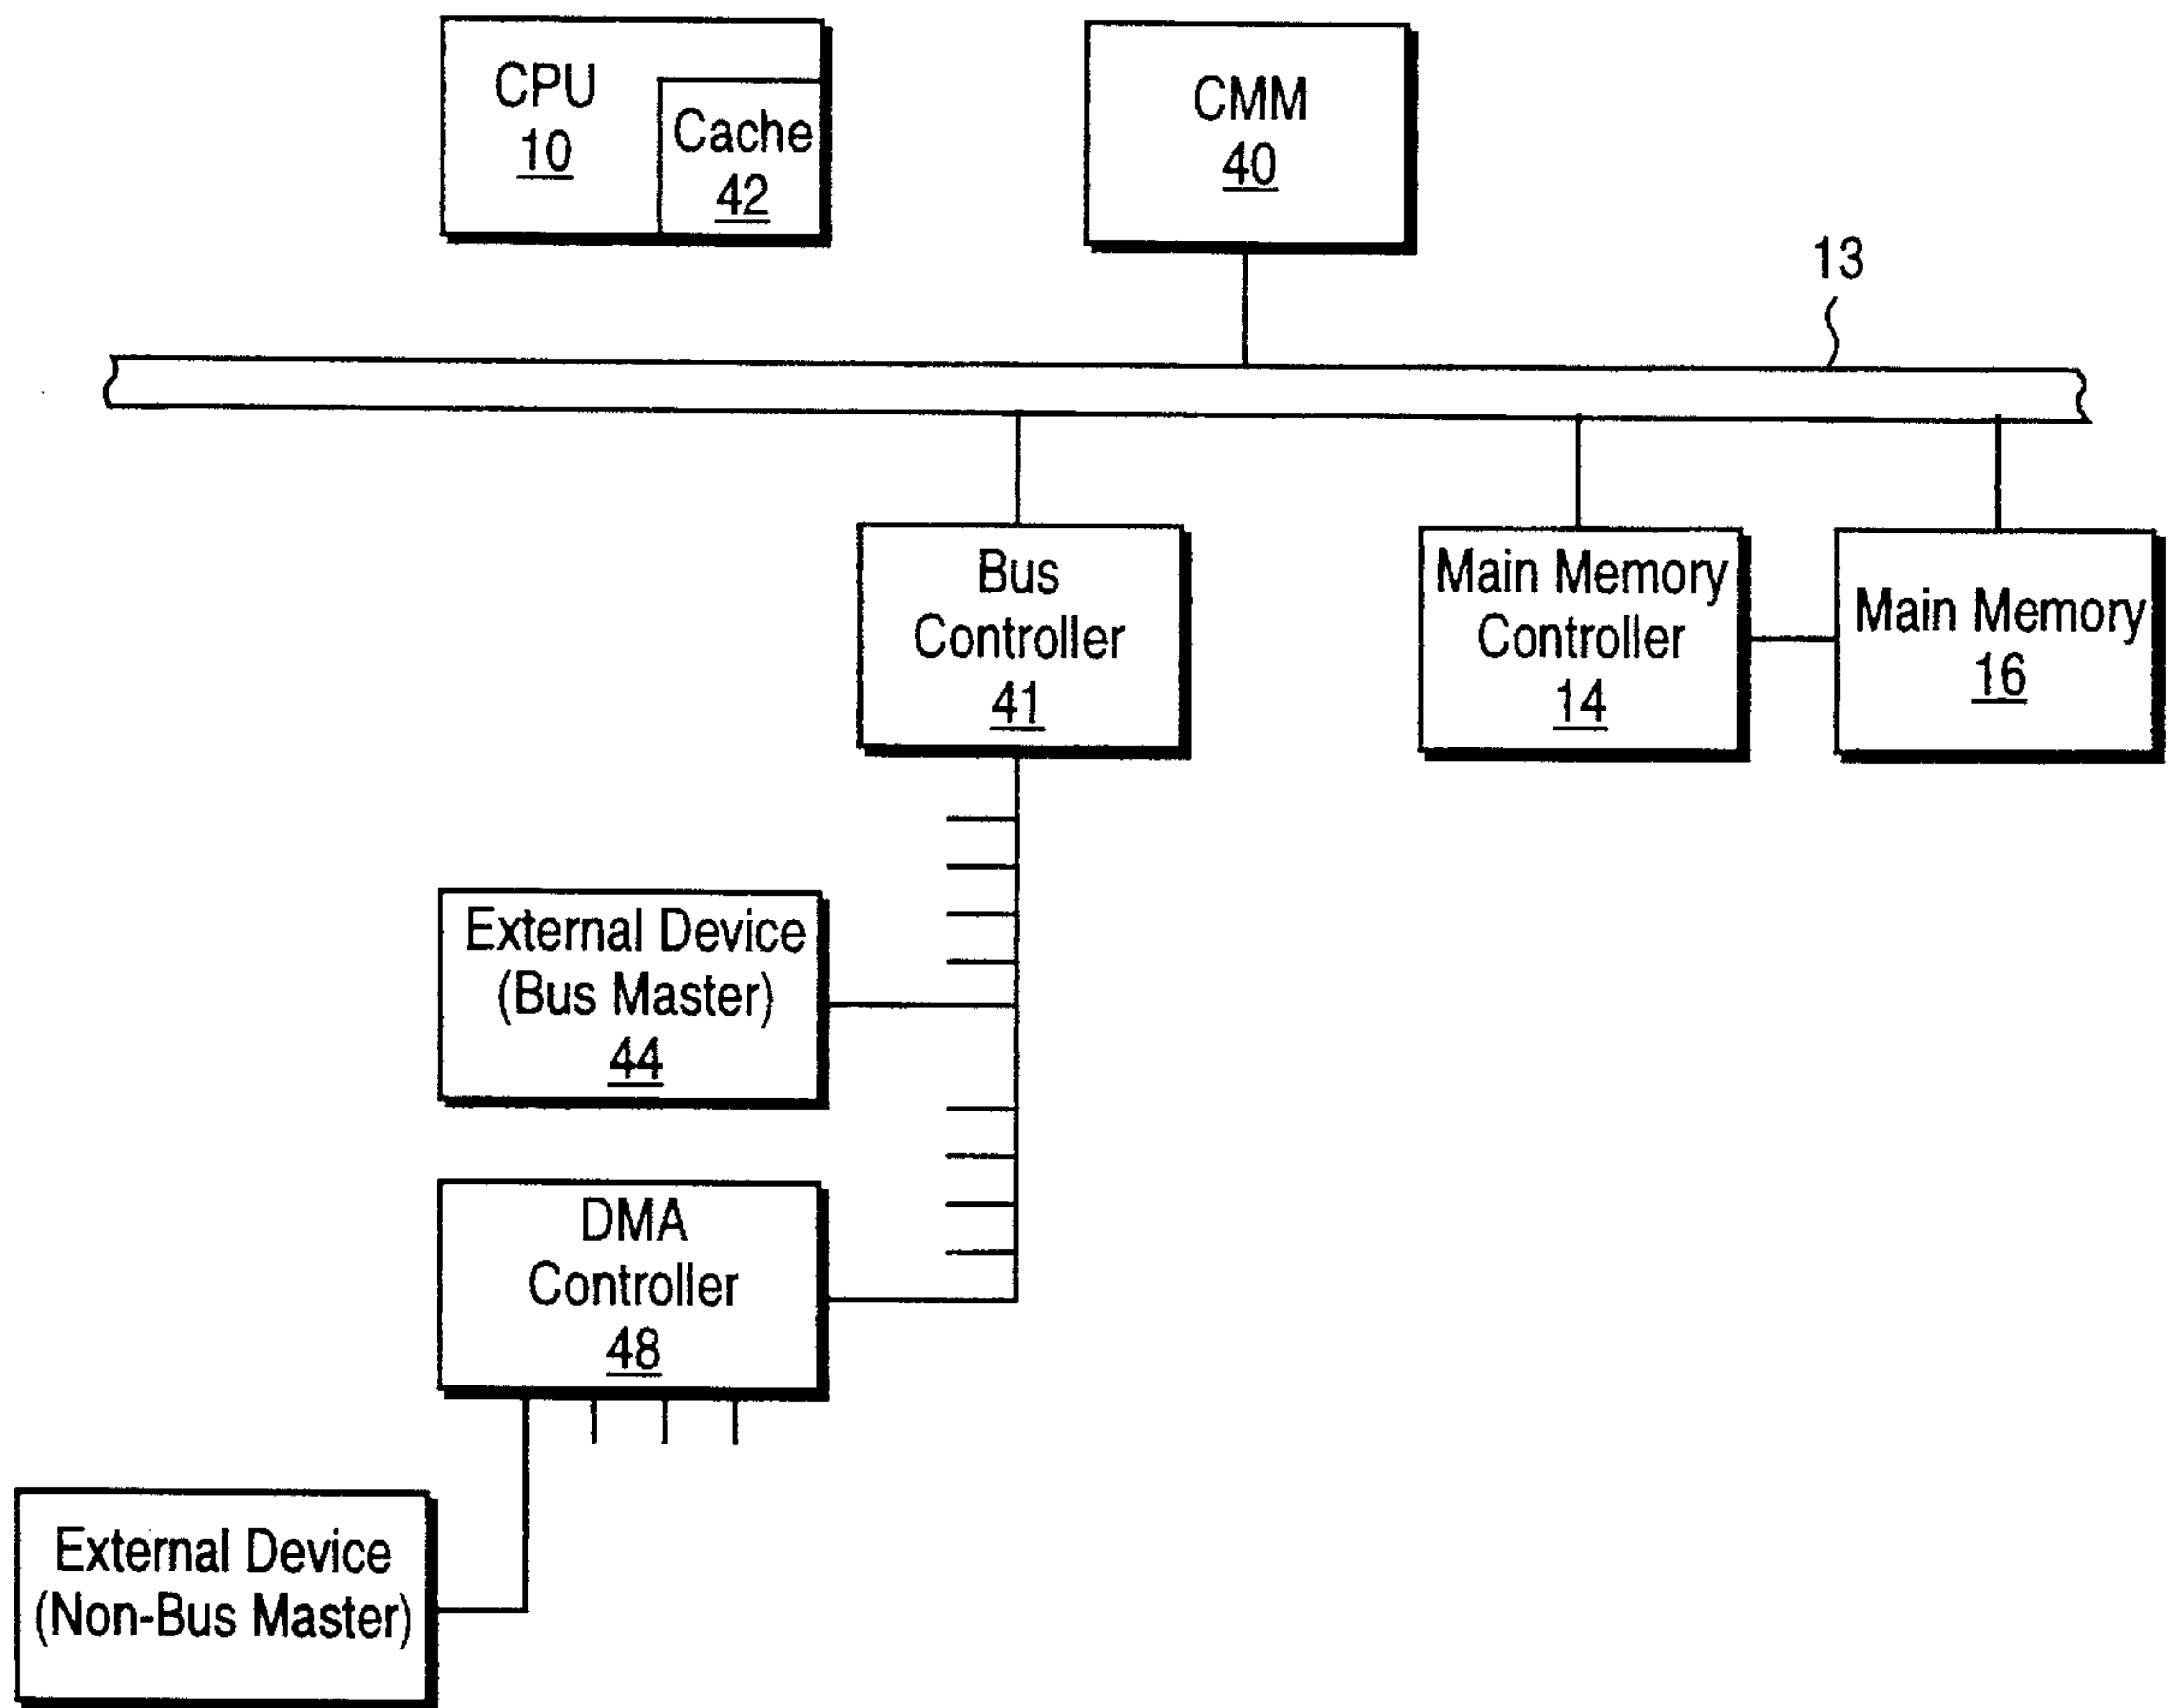 CPU
10
Cache
42
CMM
40
13
Bus
Controller
41
Main Memory
Controller
14
Main Memory
16
External Device
(Bus Master)
44
DMA
Controller
48
External Device
(Non-Bus Master)